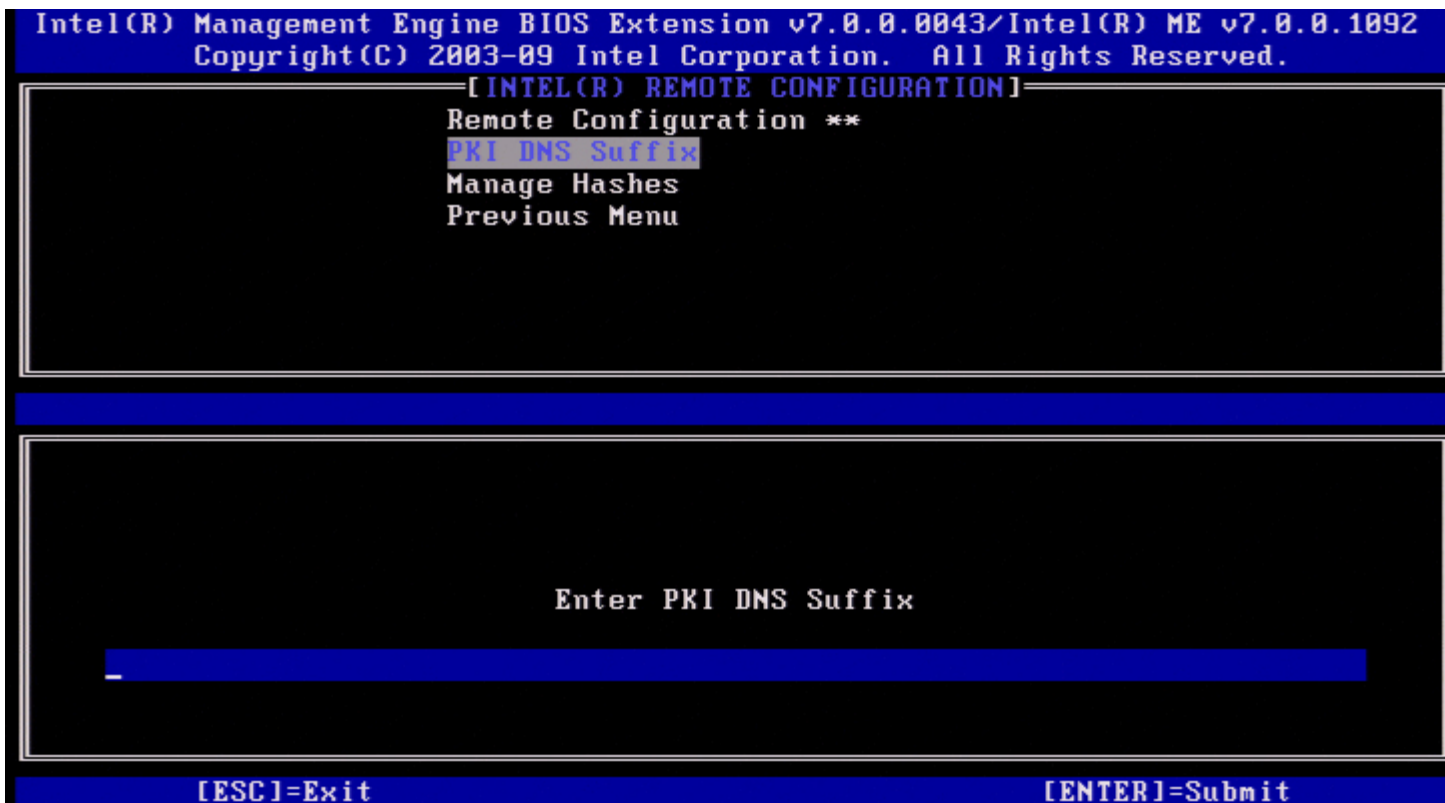 Intel(R) Management Engine BIOS Extension v7.0.0.0043/Intel(R) ME v7.0.0.1092
Copyright(C) 2003-09 Intel Corporation. All Rights Reserved.
[INTEL(R) REMOTE CONFIGURATION]
Remote Configuration **
PKI DNS Suffix
Manage Hashes
Previous Menu
Enter PKI DNS Suffix
[ESC]=Exit [ENTER]=Submit